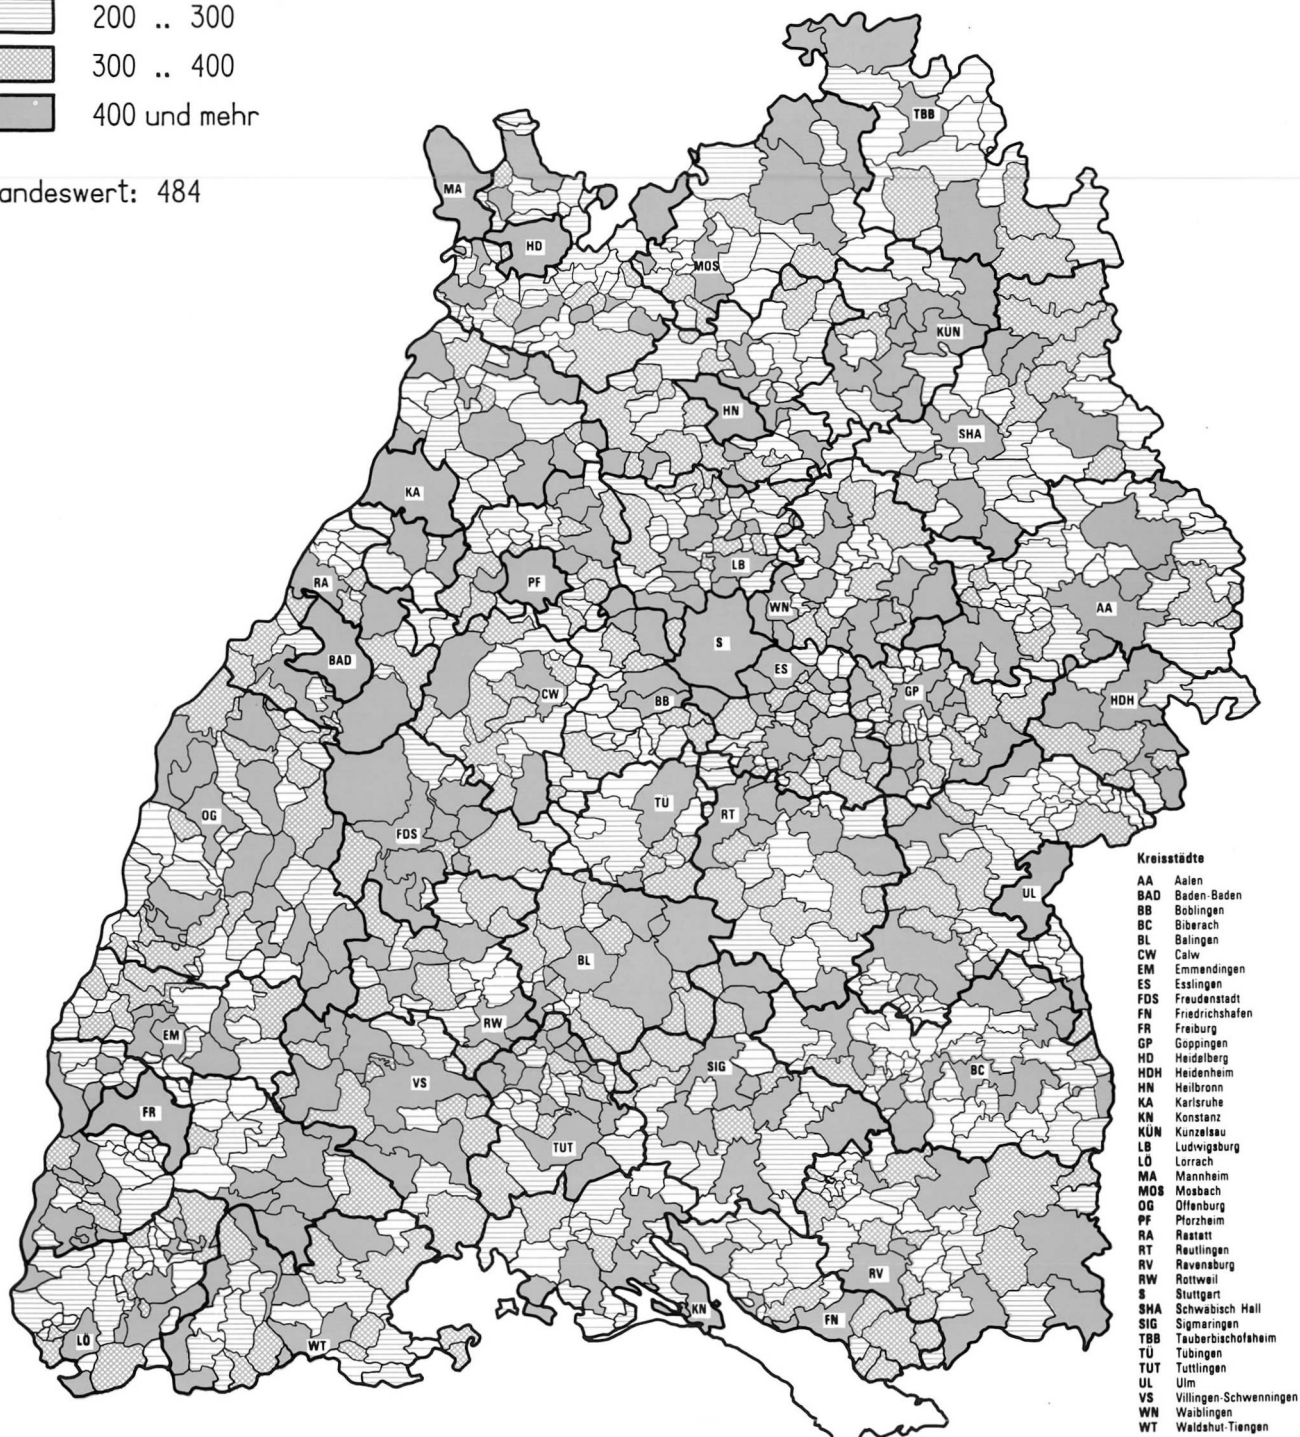 200 .. 300
300 .. 400
400 und mehr
andeswert: 484
TBB
MA
HD
MOS
KÜN
HN
SHA
KA
LB
RA
PF
WN
AA
S
BAD
ES
CW
BB
GP
HDH
TÜ
OG
RT
FDS
UL
BL
RW
EM
SIG
BC
VS
FR
TUT
RV
KN
FN
LÖ
WT
Kreisstädte
AA Aalen
BAD Baden-Baden
BB Böblingen
BC Biberach
BL Balingen
CW Calw
EM Emmendingen
ES Esslingen
FDS Freudenstadt
FN Friedrichshafen
FR Freiburg
GP Göppingen
HD Heidelberg
HDH Heidenheim
HN Heilbronn
KA Karlsruhe
KN Konstanz
KÜN Künzelsau
LB Ludwigsburg
LÖ Lörrach
MA Mannheim
MOS Mosbach
OG Offenburg
PF Pforzheim
RA Rastatt
RT Reutlingen
RV Ravensburg
RW Rottweil
S Stuttgart
SHA Schwäbisch Hall
SIG Sigmaringen
TBB Tauberbischofsheim
TÜ Tübingen
TUT Tuttlingen
UL Ulm
VS Villingen-Schwenningen
WN Waiblingen
WT Waldshut-Tiengen